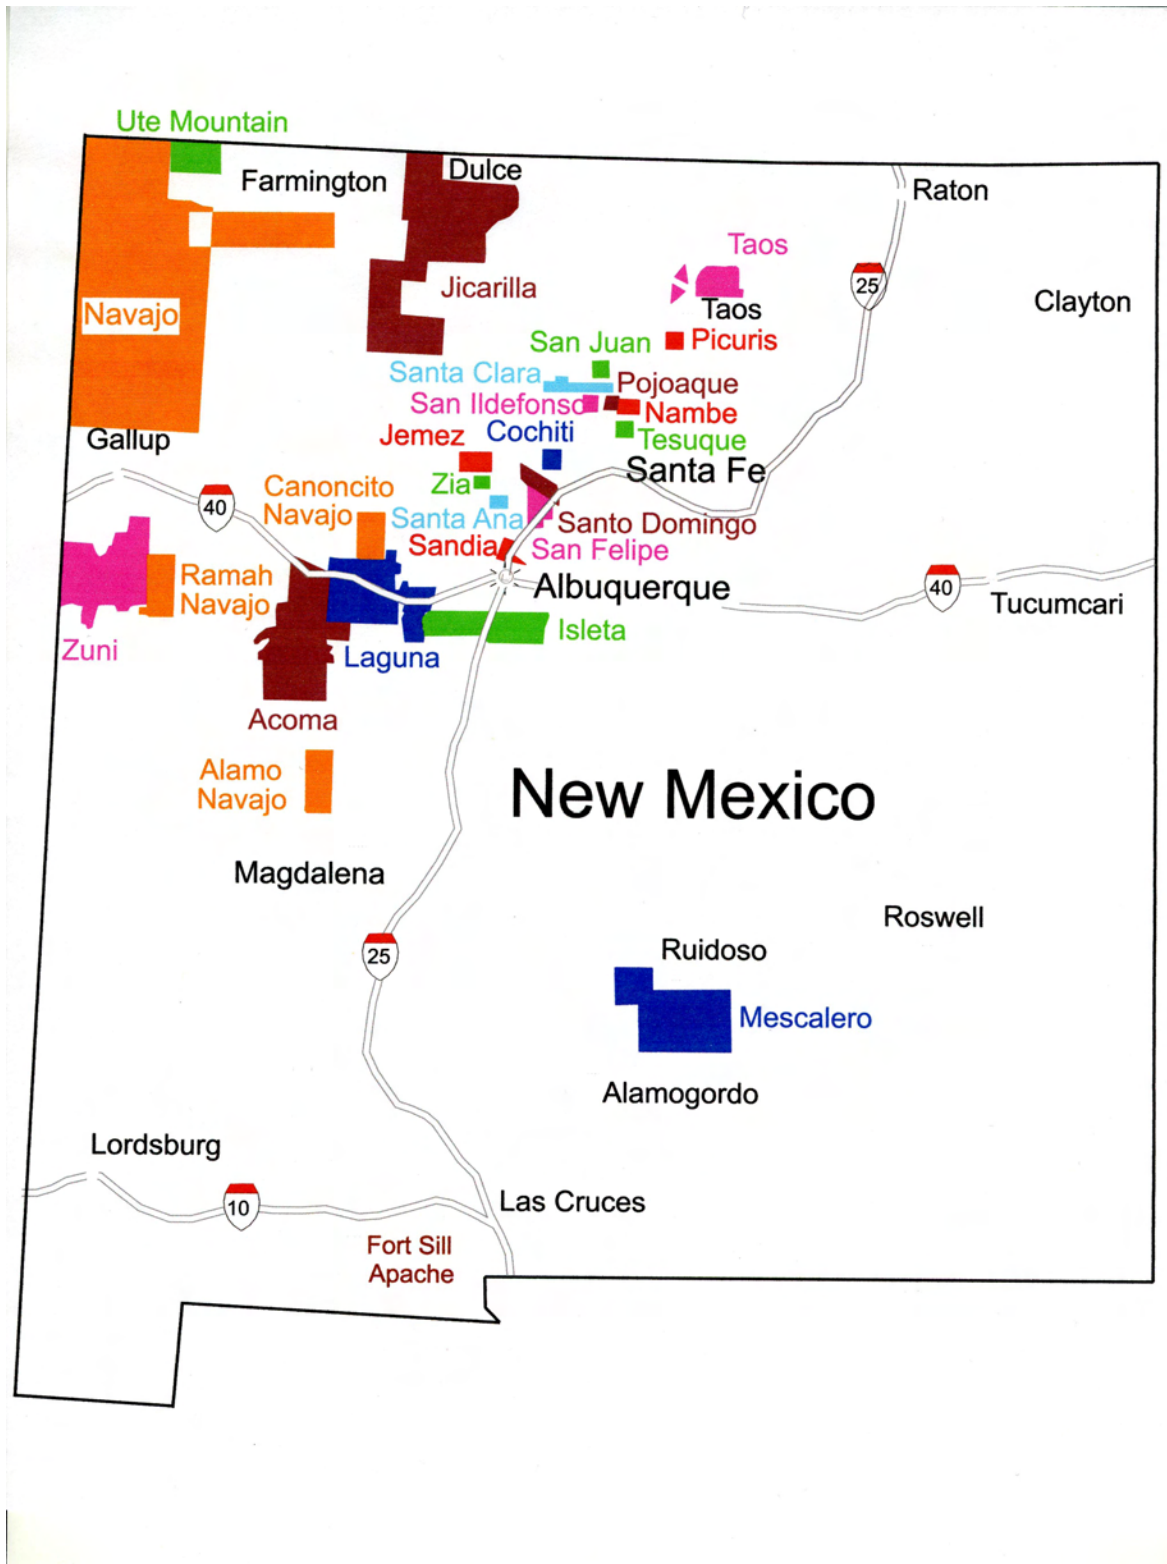 Ute Mountain
Farmington
Dulce
Raton
Taos
25
Jicarilla
Clayton
Navajo
Taos
San Juan
Picuris
Santa Clara
Pojoaque
San Ildefonso
Nambe
Gallup
Jemez
Cochiti
Tesuque
Santa Fe
Zia
Canoncito
Navajo
40
Santa Ana
Santo Domingo
Sandia
San Felipe
Ramah
Navajo
Albuquerque
40
Tucumcari
Isleta
Zuni
Laguna
Acoma
Alamo
Navajo
New Mexico
Magdalena
Roswell
25
Ruidoso
Mescalero
Alamogordo
Lordsburg
10
Las Cruces
Fort Sill
Apache